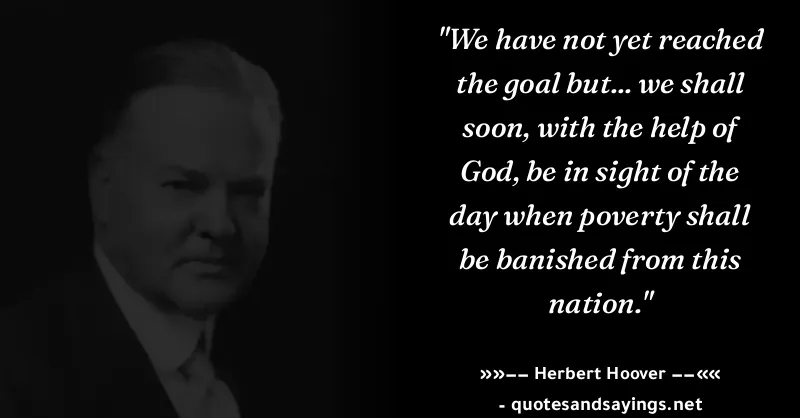 "We have not yet reached
the goal but... we shall
soon, with the help of
God, be in sight of the
day when poverty shall
be banished from this
nation."
»»−− Herbert Hoover −−««
- quotesandsayings.net